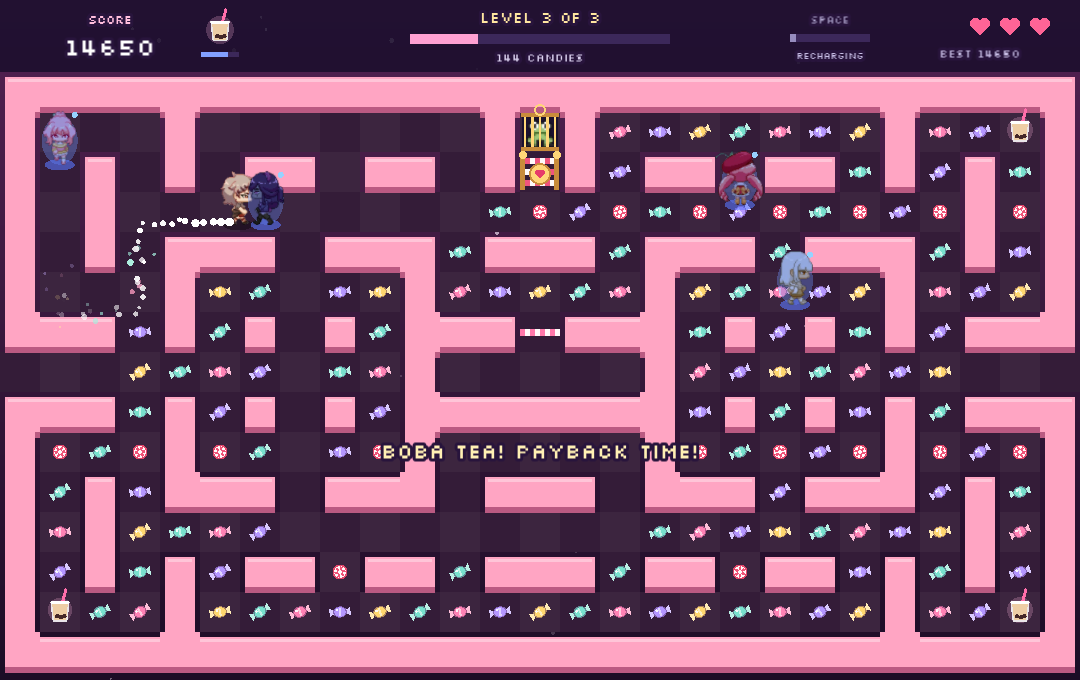 SCORE
14650
LEVEL 3 OF 3
144 CANDIES
SPACE
RECHARGING
BEST 14650
BOBA TEA! PAYBACK TIME!